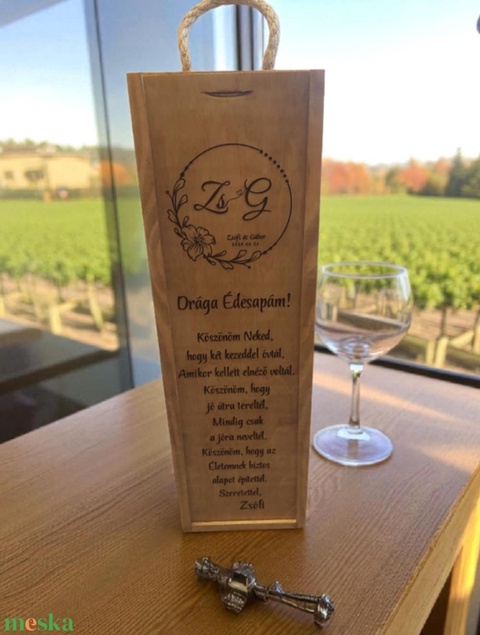 Zs & G
Zsófi és Gábor
Drága Édesapám!
Köszönöm Neked,
hogy két kezeddel óvtál,
Amikor kellett elnéző voltál.
Köszönöm, hogy
jó útra tereltél,
Mindig csak
a jóra neveltél.
Köszönöm, hogy az
Életemnek biztos
alapot építettél.
Szeretettel,
Zsófi
meska